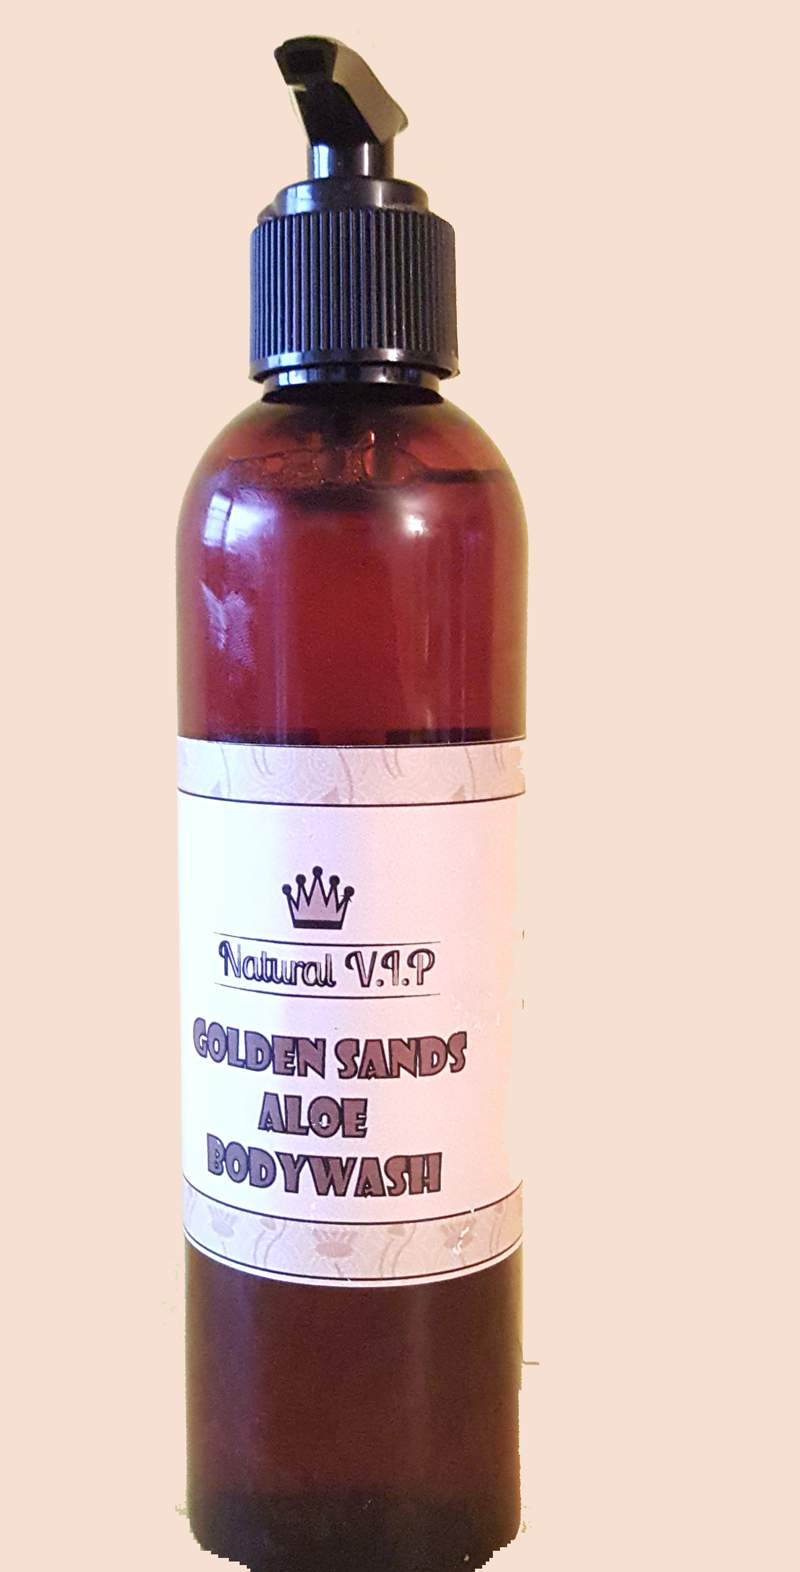 Natural V.I.P
GOLDEN SANDS
ALOE
BODYWASH